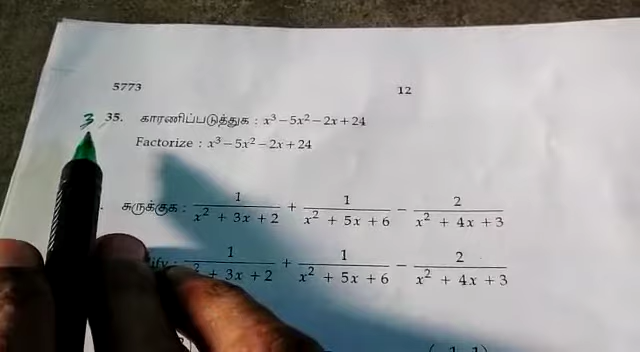 5773 12
3 35. காரணிப்படுத்துக : x³ − 5x² − 2x + 24
Factorize : x³ − 5x² − 2x + 24
சுருக்குக : 1/(x² + 3x + 2) + 1/(x² + 5x + 6) − 2/(x² + 4x + 3)
1/(x² + 3x + 2) + 1/(x² + 5x + 6) − 2/(x² + 4x + 3)